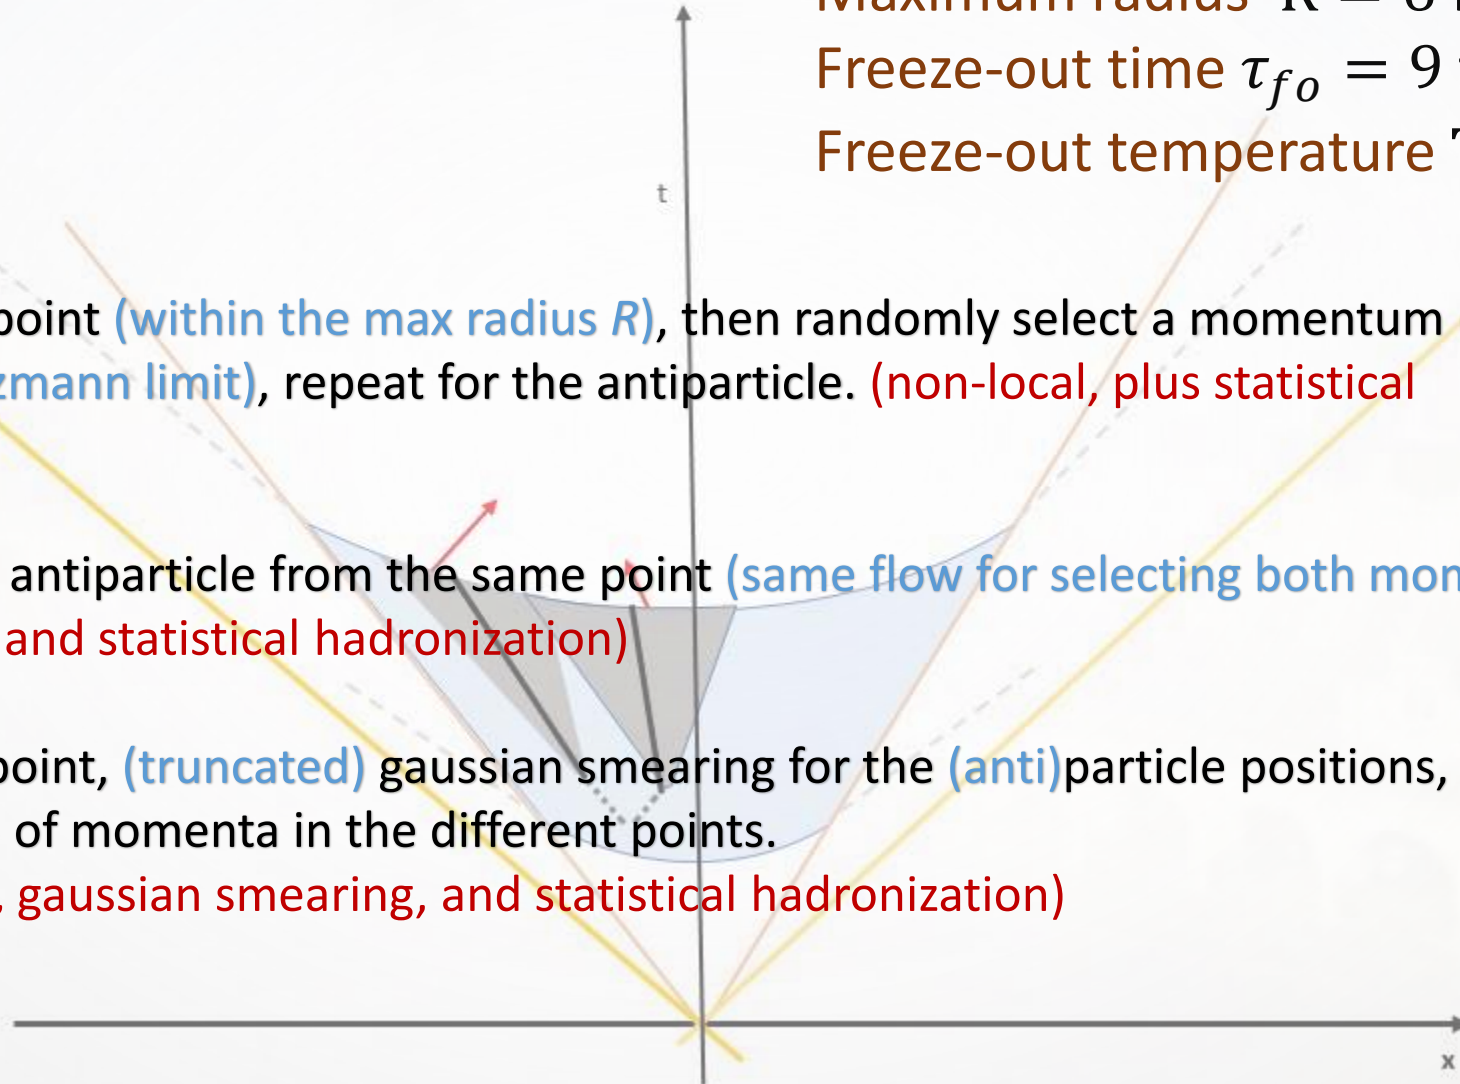 Maximum radius R =
Freeze-out time τ_fo = 9
Freeze-out temperature
t
point (within the max radius R), then randomly select a momentum
zmann limit), repeat for the antiparticle. (non-local, plus statistical
antiparticle from the same point (same flow for selecting both mom
and statistical hadronization)
point, (truncated) gaussian smearing for the (anti)particle positions,
of momenta in the different points.
, gaussian smearing, and statistical hadronization)
x